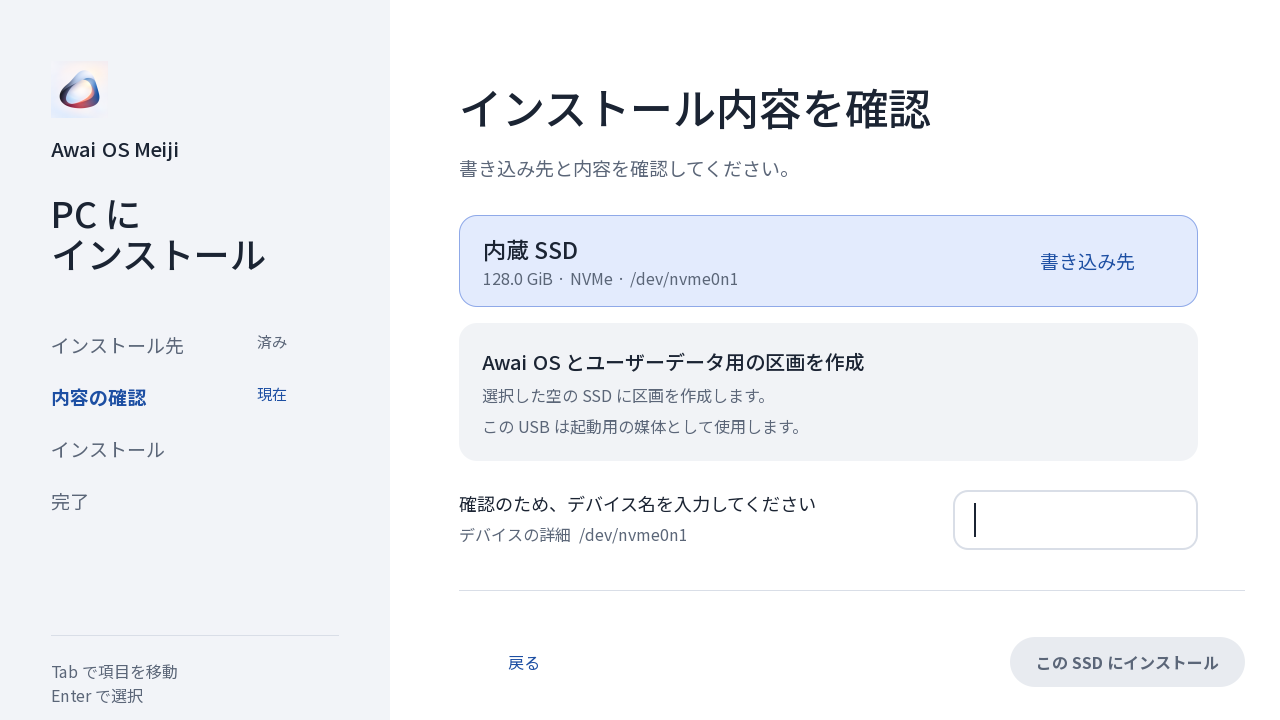 Awai OS Meiji
PC に
インストール
インストール先 済み
内容の確認 現在
インストール
完了
Tab で項目を移動
Enter で選択
インストール内容を確認
書き込み先と内容を確認してください。
内蔵 SSD
128.0 GiB · NVMe · /dev/nvme0n1
書き込み先
Awai OS とユーザーデータ用の区画を作成
選択した空の SSD に区画を作成します。
この USB は起動用の媒体として使用します。
確認のため、デバイス名を入力してください
デバイスの詳細 /dev/nvme0n1
戻る
この SSD にインストール